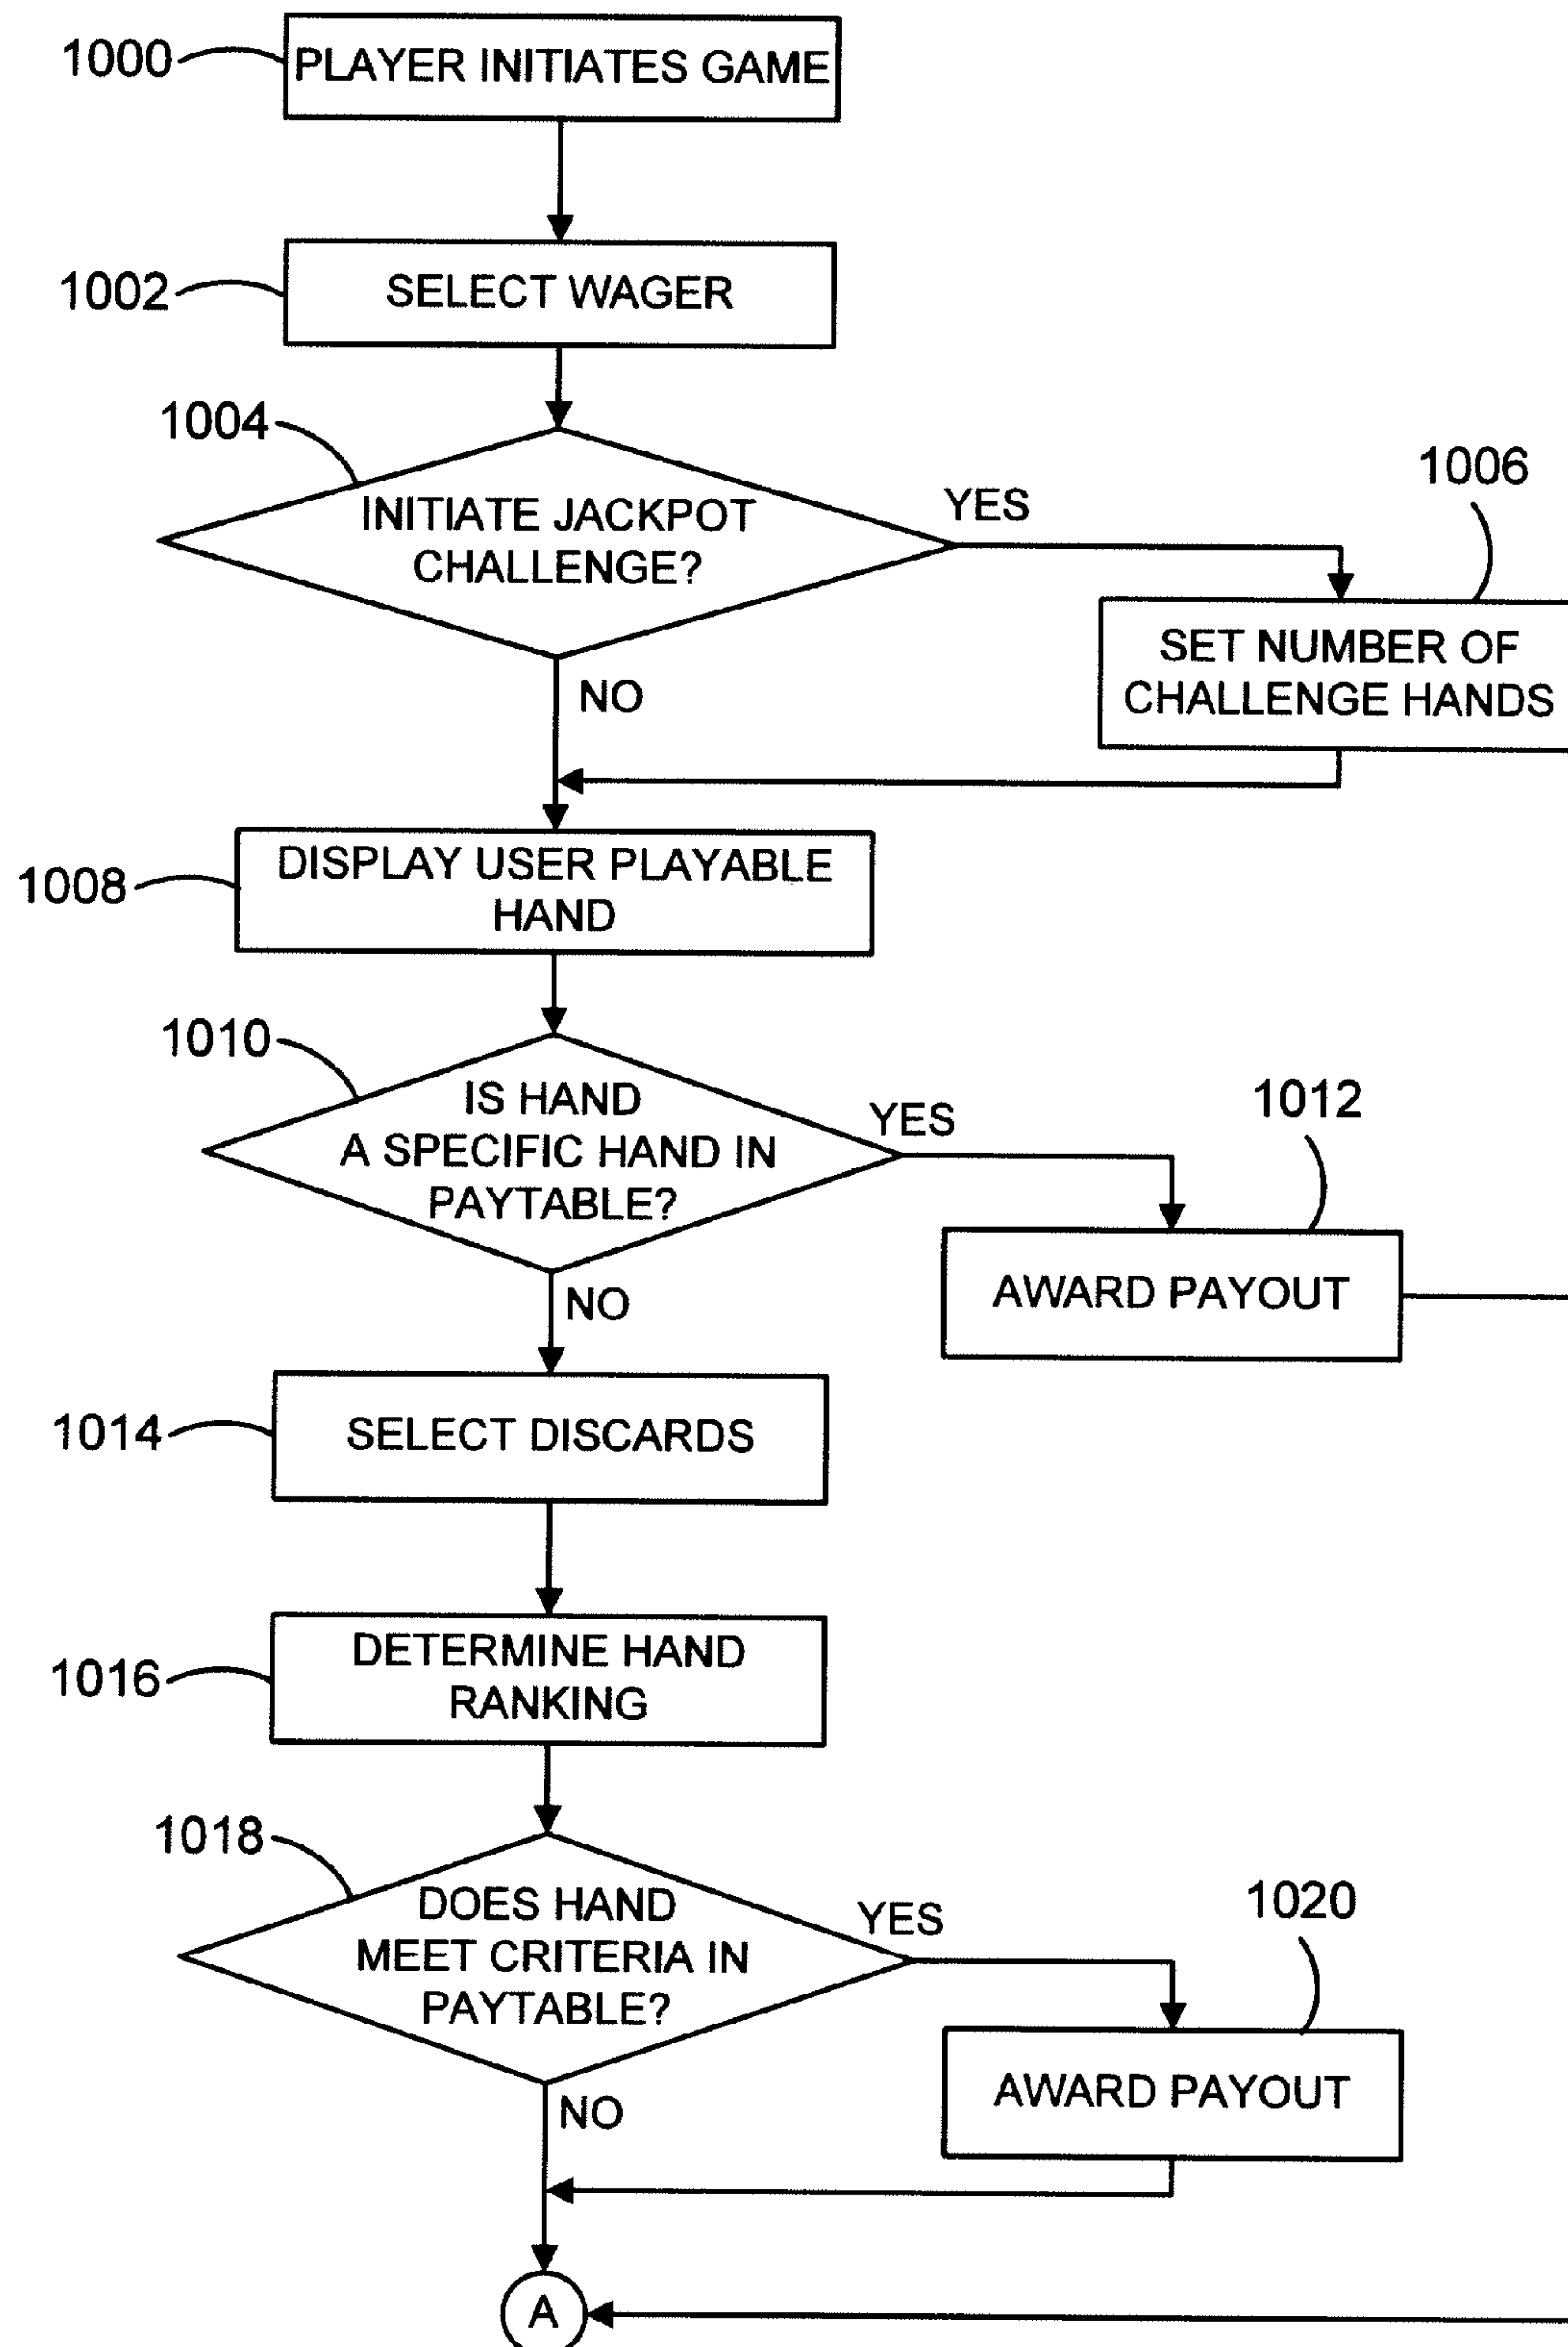 1000
PLAYER INITIATES GAME
1002
SELECT WAGER
1004
INITIATE JACKPOT
CHALLENGE?
YES
1006
SET NUMBER OF
CHALLENGE HANDS
NO
1008
DISPLAY USER PLAYABLE
HAND
1010
IS HAND
A SPECIFIC HAND IN
PAYTABLE?
YES
1012
AWARD PAYOUT
NO
1014
SELECT DISCARDS
1016
DETERMINE HAND
RANKING
1018
DOES HAND
MEET CRITERIA IN
PAYTABLE?
YES
1020
AWARD PAYOUT
NO
A